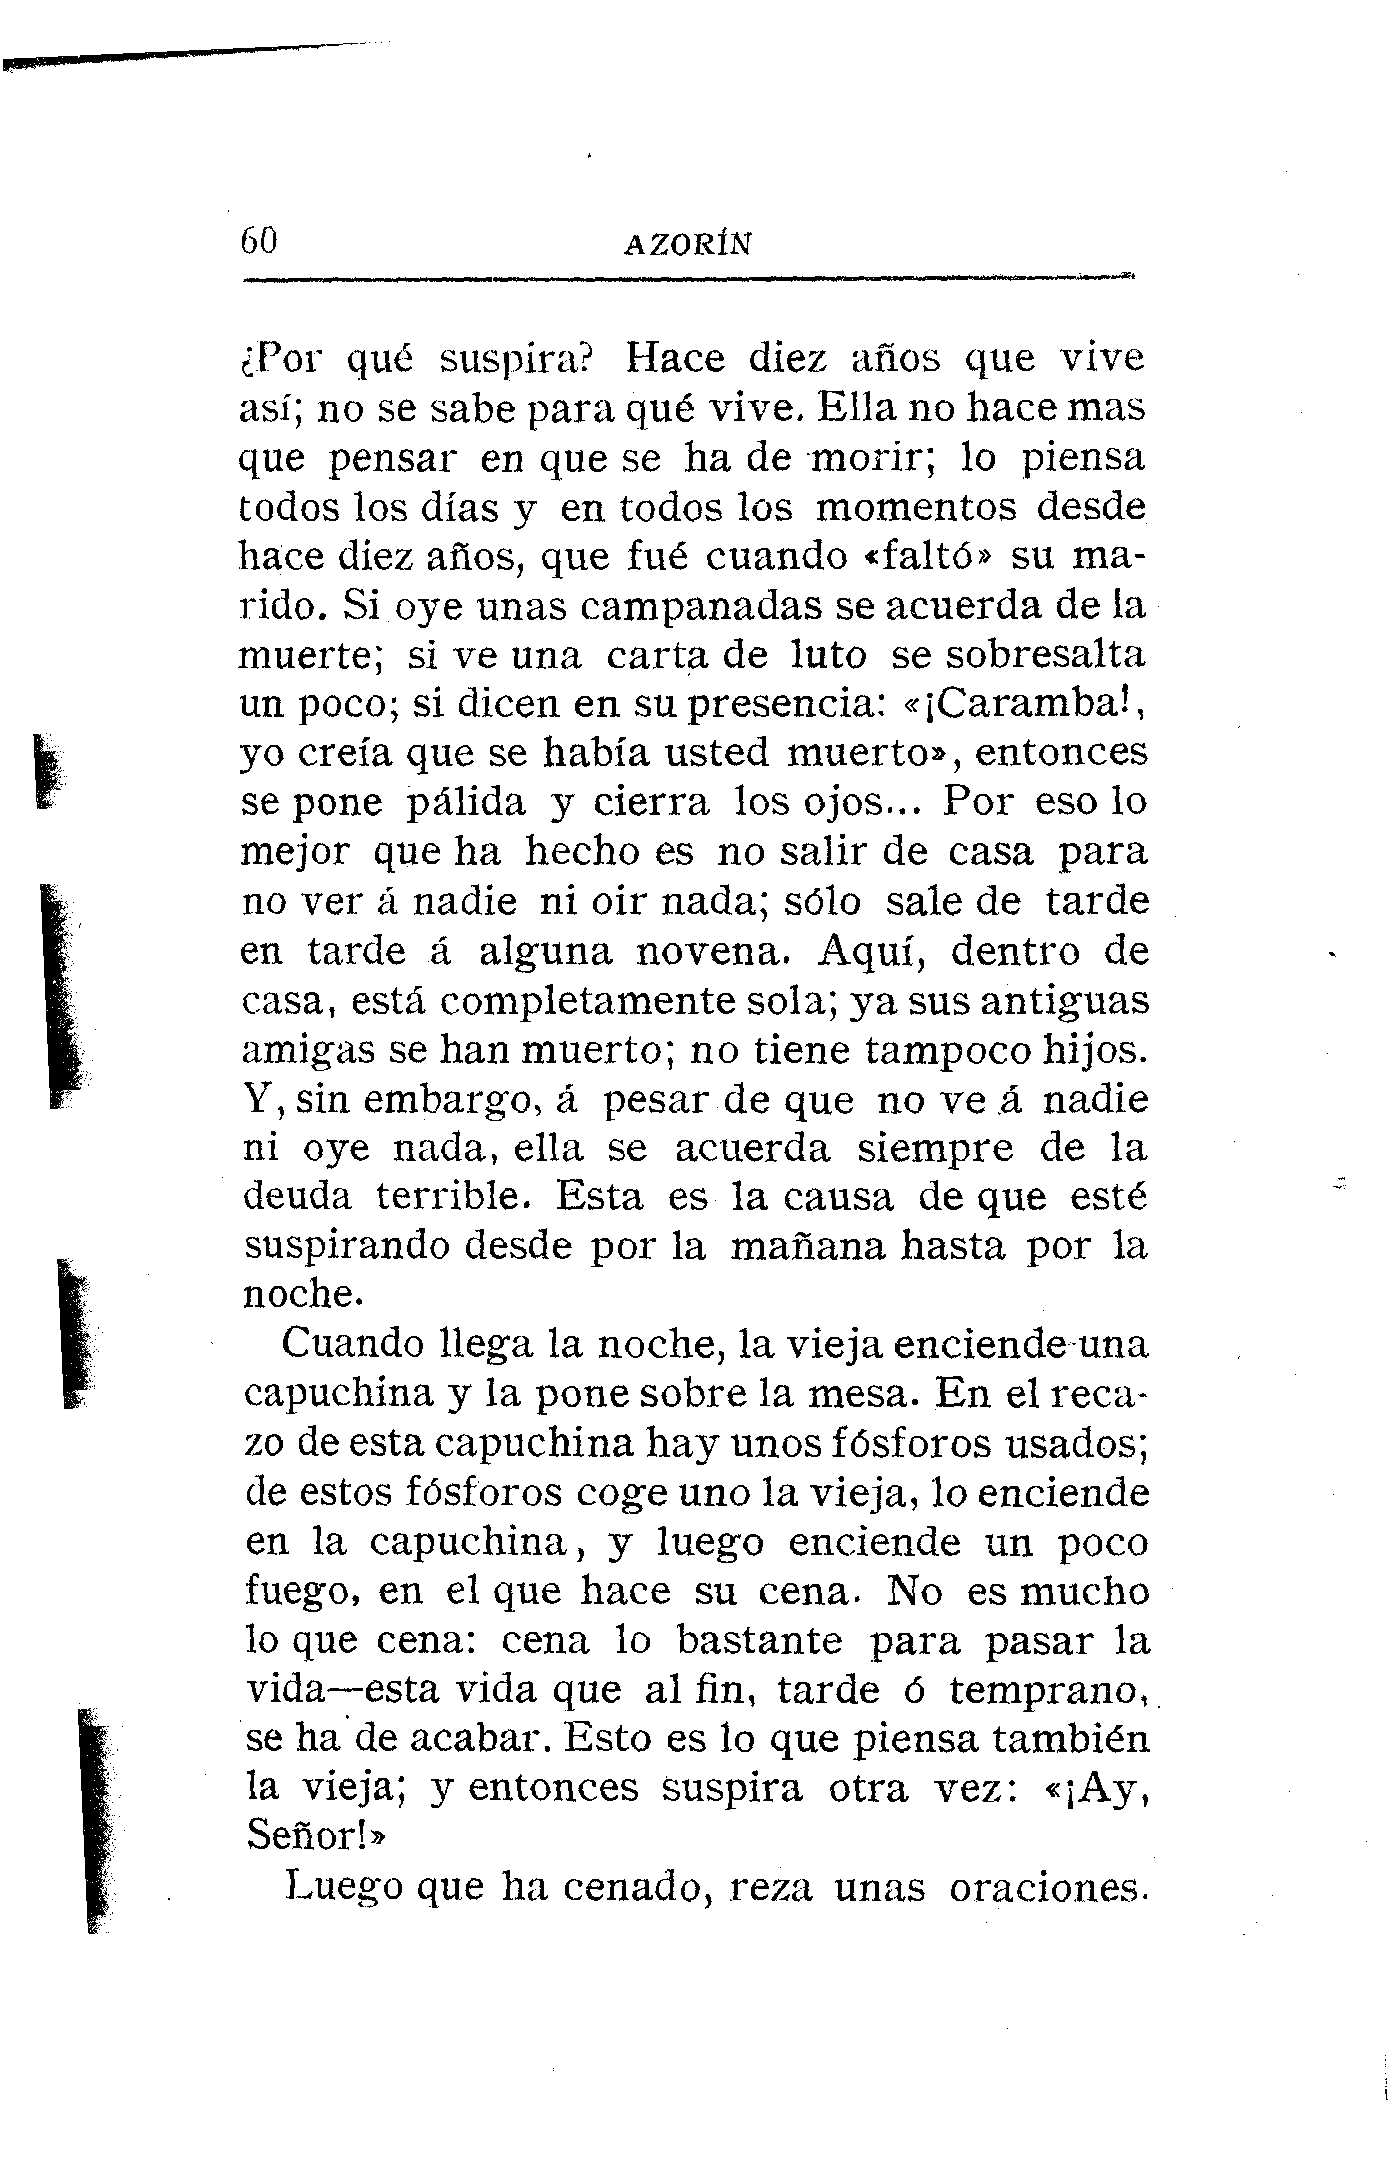 60 AZORÍN
¿Por qué suspira? Hace diez años que vive
así; no se sabe para qué vive. Ella no hace mas
que pensar en que se ha de morir; lo piensa
todos los días y en todos los momentos desde
hace diez años, que fué cuando «faltó» su ma-
rido. Si oye unas campanadas se acuerda de la
muerte; si ve una carta de luto se sobresalta
un poco; si dicen en su presencia: «¡Caramba!,
yo creía que se había usted muerto», entonces
se pone pálida y cierra los ojos... Por eso lo
mejor que ha hecho es no salir de casa para
no ver á nadie ni oir nada; sólo sale de tarde
en tarde á alguna novena. Aquí, dentro de
casa, está completamente sola; ya sus antiguas
amigas se han muerto; no tiene tampoco hijos.
Y, sin embargo, á pesar de que no ve á nadie
ni oye nada, ella se acuerda siempre de la
deuda terrible. Esta es la causa de que esté
suspirando desde por la mañana hasta por la
noche.
Cuando llega la noche, la vieja enciende una
capuchina y la pone sobre la mesa. En el reca-
zo de esta capuchina hay unos fósforos usados;
de estos fósforos coge uno la vieja, lo enciende
en la capuchina, y luego enciende un poco
fuego, en el que hace su cena. No es mucho
lo que cena: cena lo bastante para pasar la
vida—esta vida que al fin, tarde ó temprano,
se ha de acabar. Esto es lo que piensa también
la vieja; y entonces suspira otra vez: «¡Ay,
Señor!»
Luego que ha cenado, reza unas oraciones.